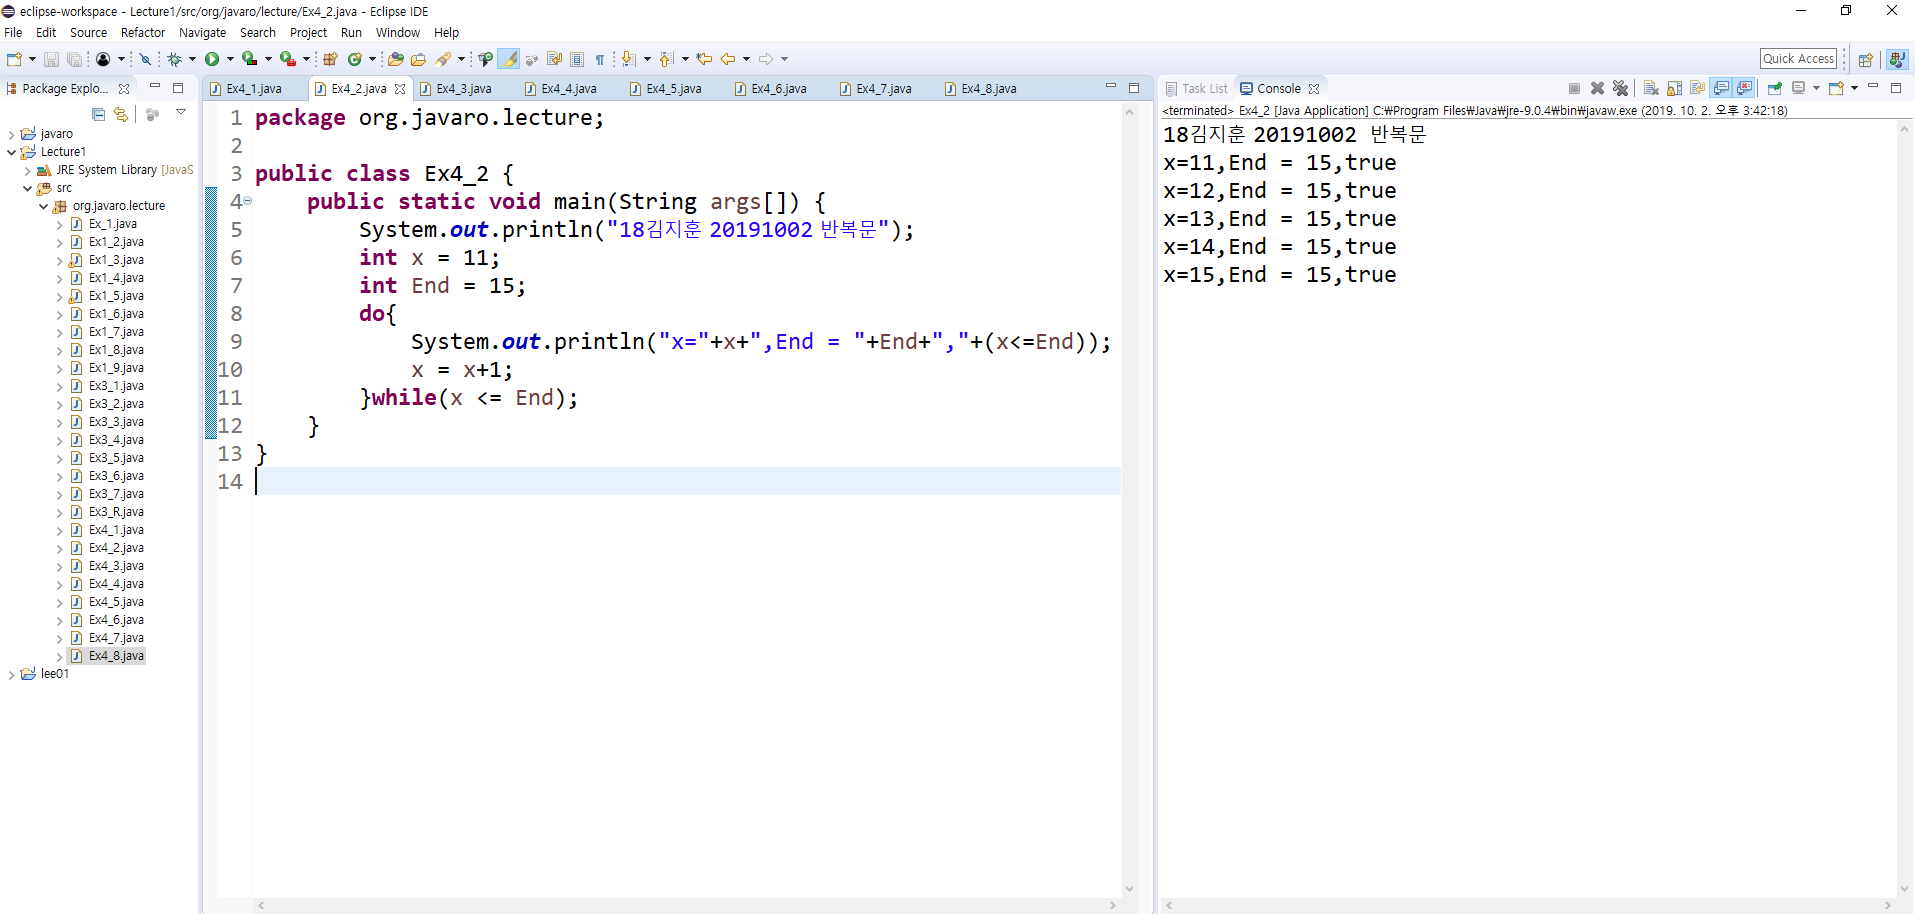 eclipse-workspace - Lecture1/src/org/javaro/lecture/Ex4_2.java - Eclipse IDE
File Edit Source Refactor Navigate Search Project Run Window Help
Quick Access
Package Explo...
javaro
Lecture1
JRE System Library [JavaS
src
org.javaro.lecture
Ex_1.java
Ex1_2.java
Ex1_3.java
Ex1_4.java
Ex1_5.java
Ex1_6.java
Ex1_7.java
Ex1_8.java
Ex1_9.java
Ex3_1.java
Ex3_2.java
Ex3_3.java
Ex3_4.java
Ex3_5.java
Ex3_6.java
Ex3_7.java
Ex3_R.java
Ex4_1.java
Ex4_2.java
Ex4_3.java
Ex4_4.java
Ex4_5.java
Ex4_6.java
Ex4_7.java
Ex4_8.java
lee01
Ex4_1.java Ex4_2.java Ex4_3.java Ex4_4.java Ex4_5.java Ex4_6.java Ex4_7.java Ex4_8.java
1 package org.javaro.lecture;
2
3 public class Ex4_2 {
4 public static void main(String args[]) {
5 System.out.println("18김지훈 20191002 반복문");
6 int x = 11;
7 int End = 15;
8 do{
9 System.out.println("x="+x+",End = "+End+","+(x<=End));
10 x = x+1;
11 }while(x <= End);
12 }
13 }
14
Task List Console
<terminated> Ex4_2 [Java Application] C:₩Program Files₩Java₩jre-9.0.4₩bin₩javaw.exe (2019. 10. 2. 오후 3:42:18)
18김지훈 20191002 반복문
x=11,End = 15,true
x=12,End = 15,true
x=13,End = 15,true
x=14,End = 15,true
x=15,End = 15,true